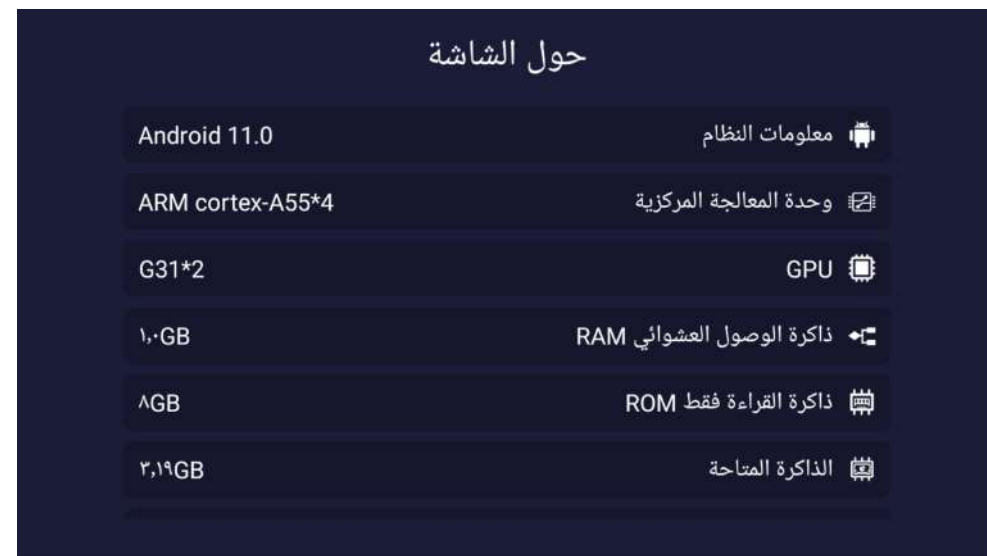 حول الشاشة
معلومات النظام Android 11.0
وحدة المعالجة المركزية ARM cortex-A55*4
GPU G31*2
ذاكرة الوصول العشوائي RAM ١,٠GB
ذاكرة القراءة فقط ROM ٨GB
الذاكرة المتاحة ٣,١٩GB